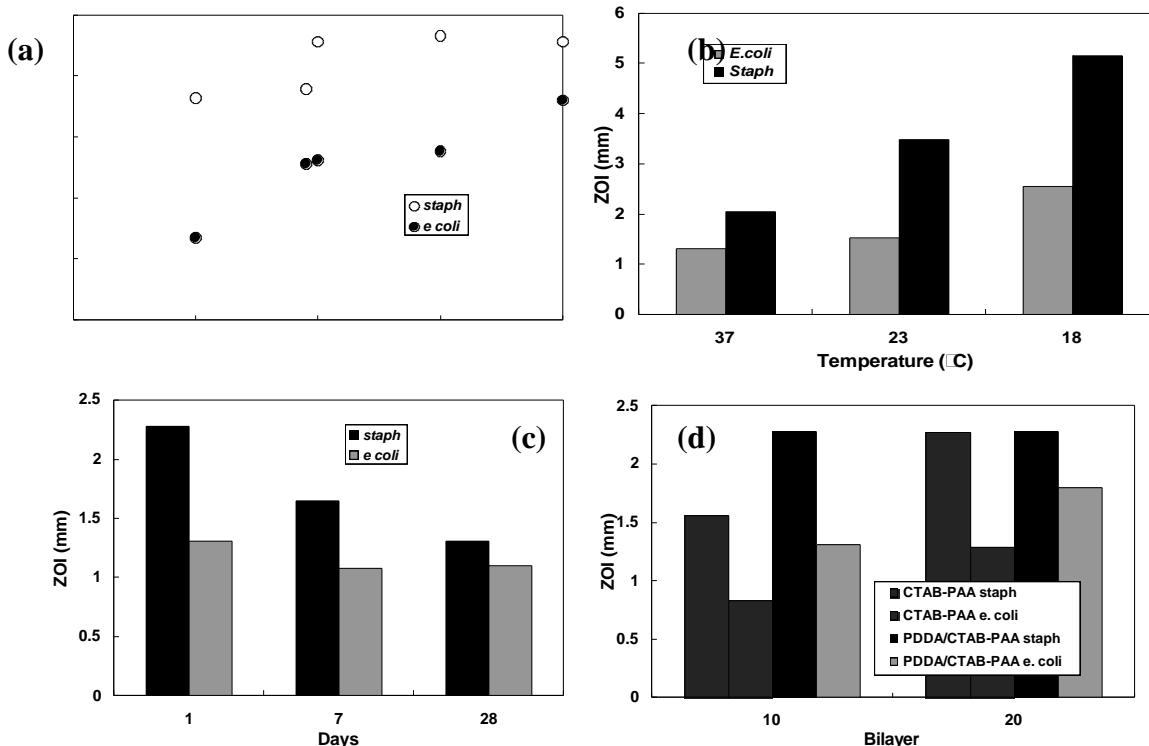 (a)
staph
e coli
(b)
E.coli
Staph
ZOI (mm)
6
5
4
3
2
1
0
37 23 18
Temperature (□C)
(c)
staph
e coli
ZOI (mm)
2.5
2
1.5
1
0.5
0
1 7 28
Days
(d)
ZOI (mm)
2.5
2
1.5
1
0.5
0
CTAB-PAA staph
CTAB-PAA e. coli
PDDA/CTAB-PAA staph
PDDA/CTAB-PAA e. coli
10 20
Bilayer